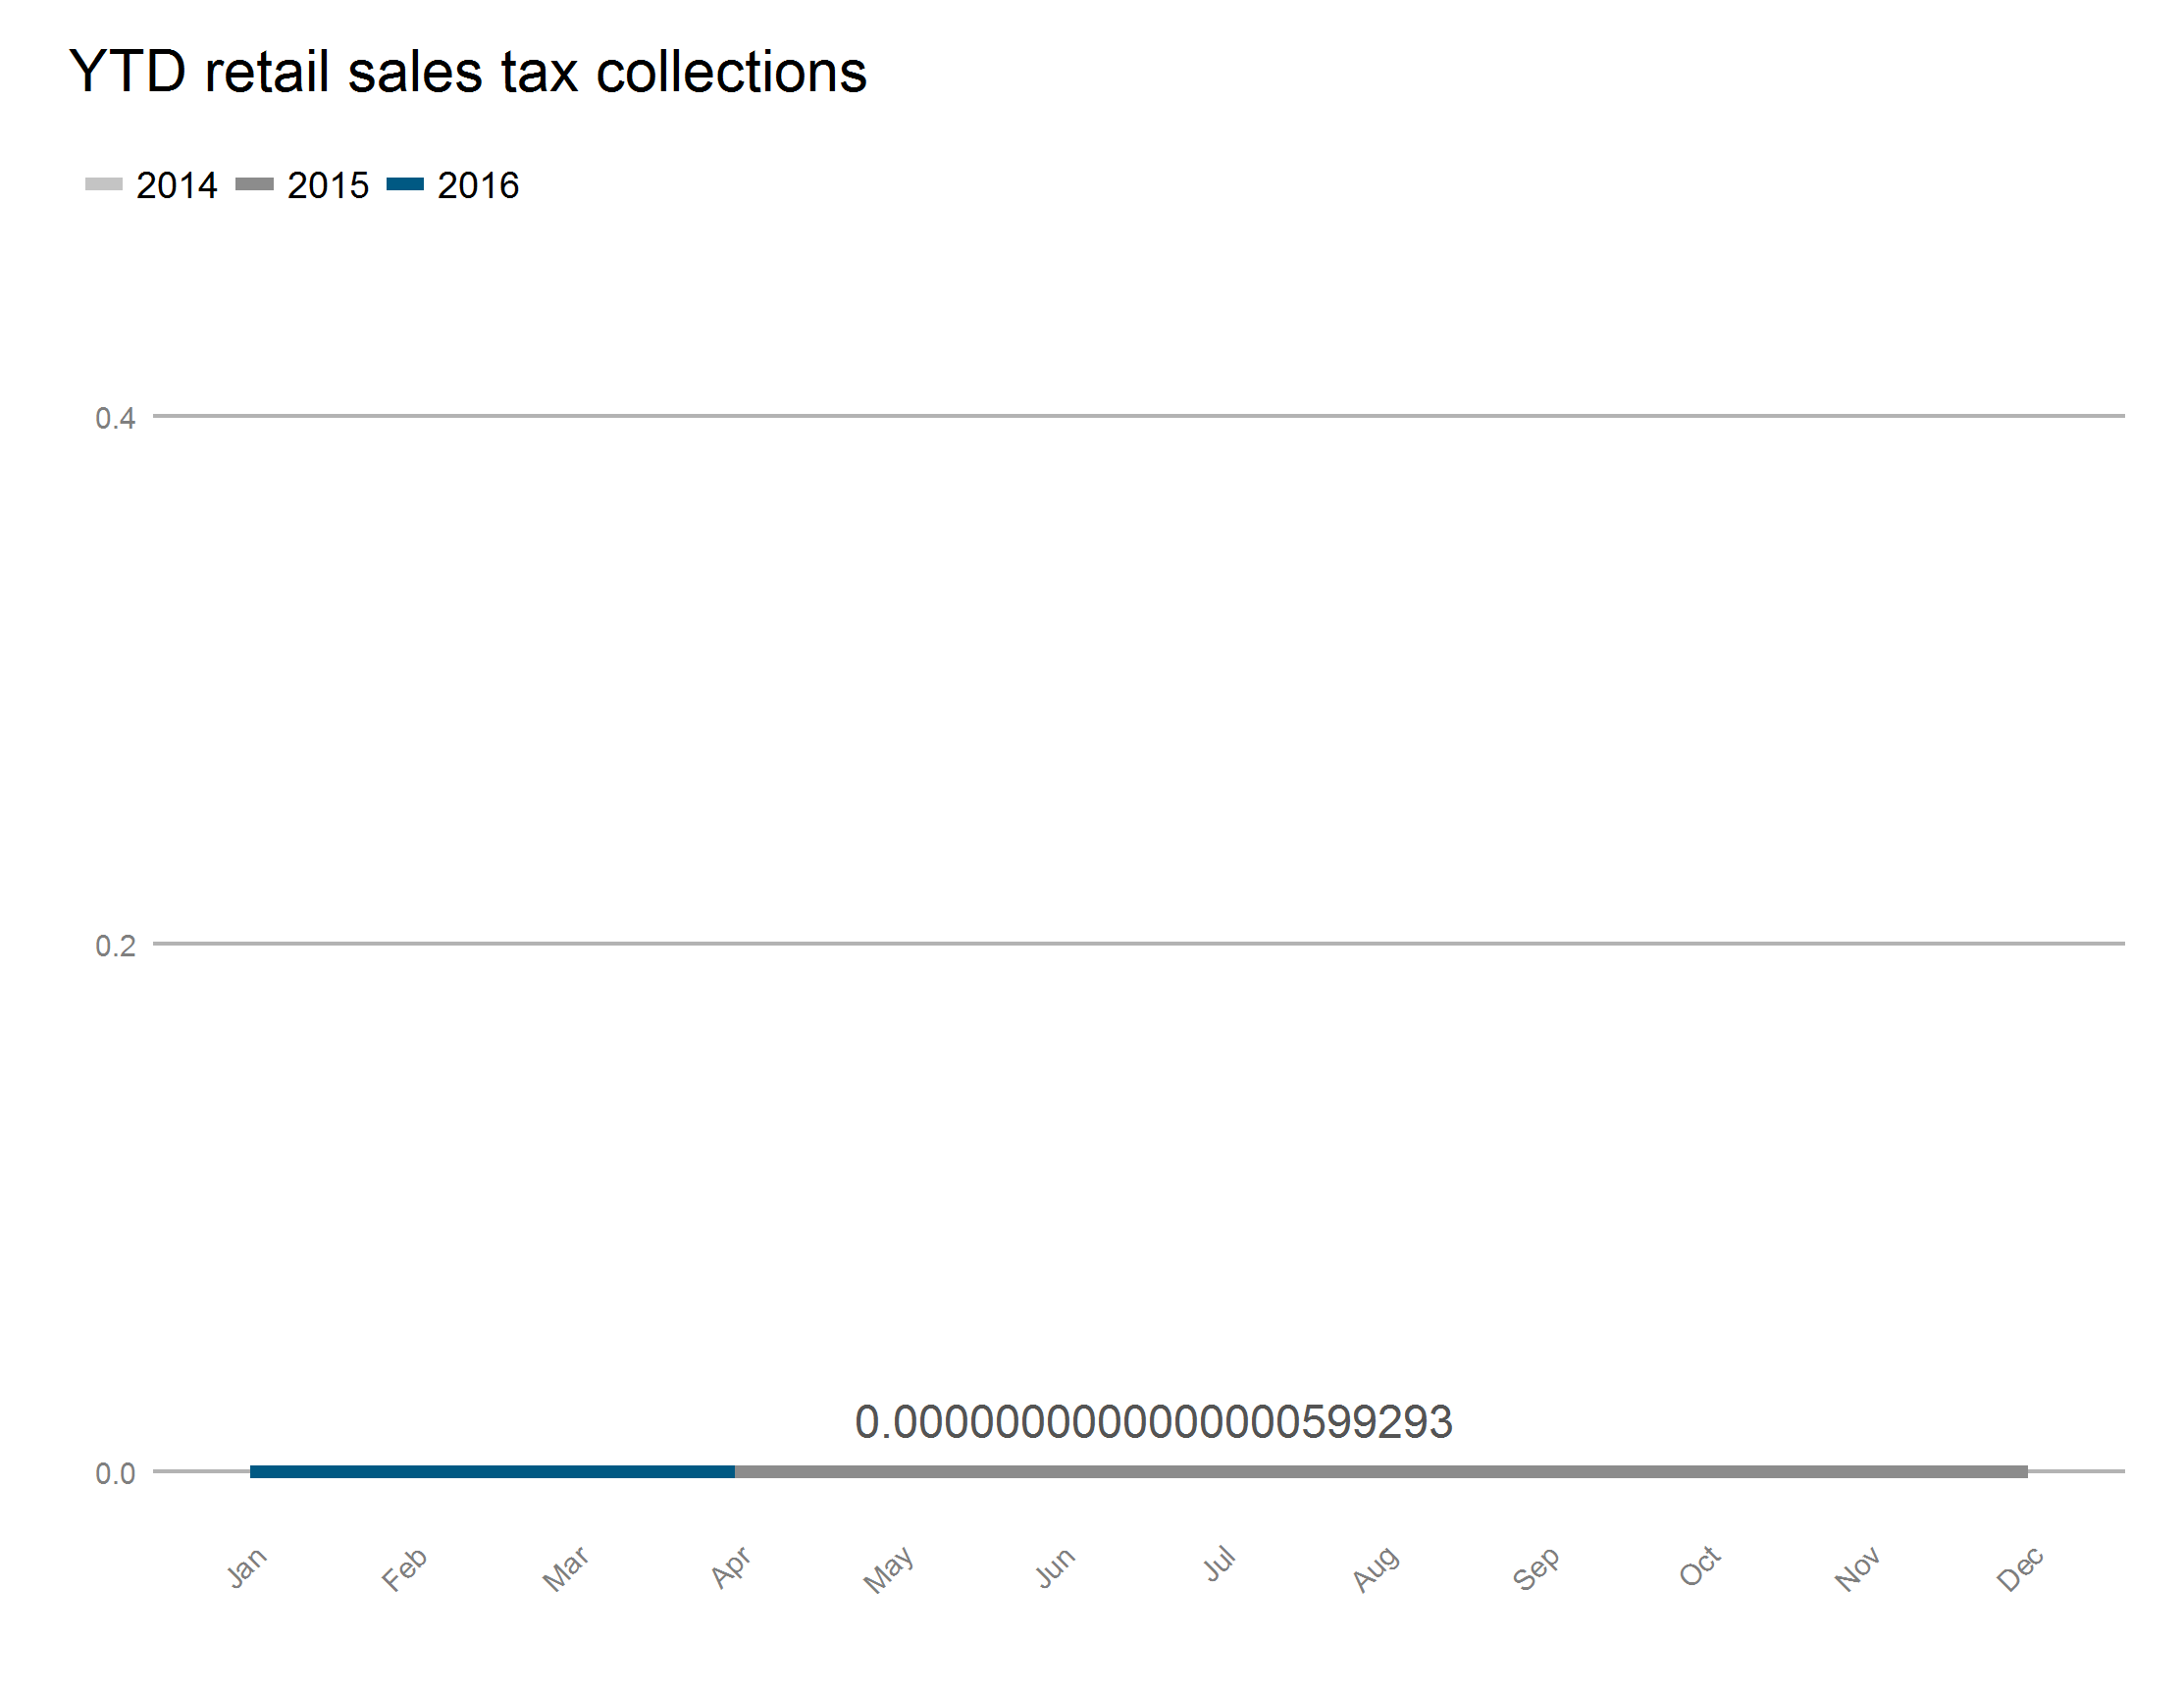 YTD retail sales tax collections
2014 2015 2016
0.4
0.2
0.0000000000000000599293
0.0
Jan Feb Mar Apr May Jun Jul Aug Sep Oct Nov Dec